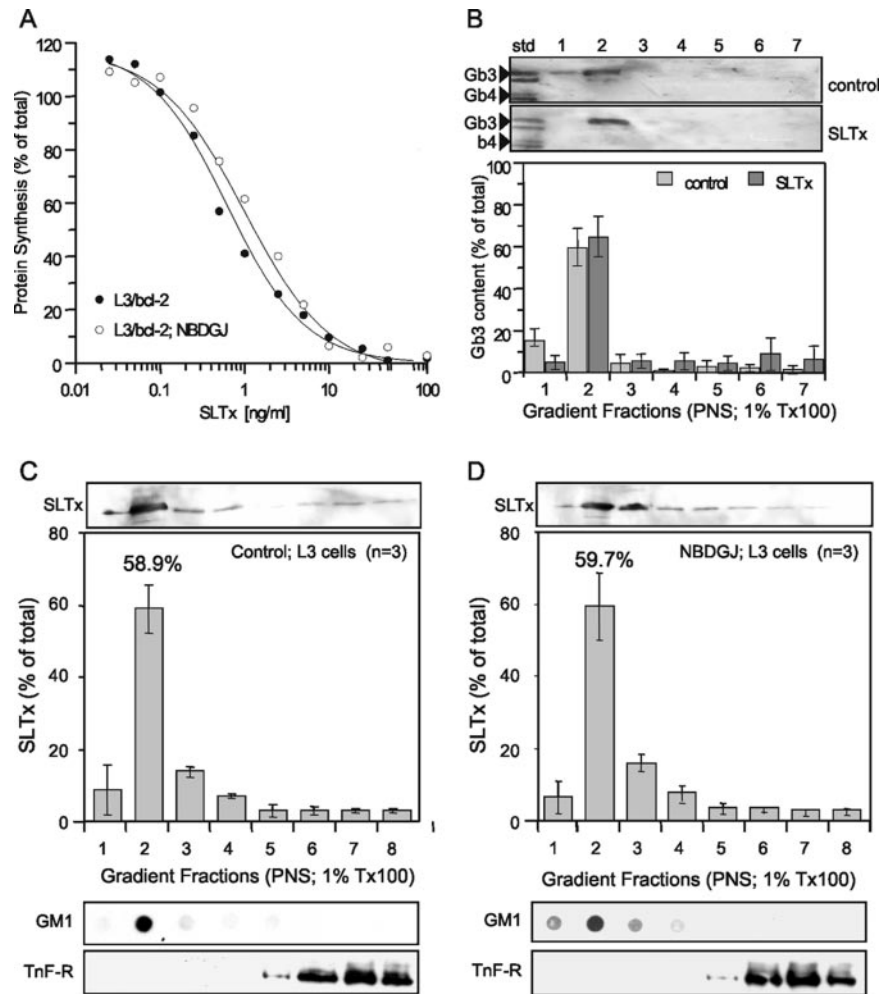 A
Protein Synthesis (% of total)
120
100
80
60
40
20
0
L3/bcl-2
L3/bcl-2; NBDGJ
0.01 0.1 1 10 100
SLTx [ng/ml]
B
std 1 2 3 4 5 6 7
Gb3
Gb4
control
Gb3
b4
SLTx
control SLTx
Gb3 content (% of total)
100
80
60
40
20
0
1 2 3 4 5 6 7
Gradient Fractions (PNS; 1% Tx100)
C
SLTx
Control; L3 cells (n=3)
58.9%
SLTx (% of total)
80
60
40
20
0
1 2 3 4 5 6 7 8
Gradient Fractions (PNS; 1% Tx100)
GM1
TnF-R
D
SLTx
NBDGJ; L3 cells (n=3)
59.7%
SLTx (% of total)
80
60
40
20
0
1 2 3 4 5 6 7 8
Gradient Fractions (PNS; 1% Tx100)
GM1
TnF-R